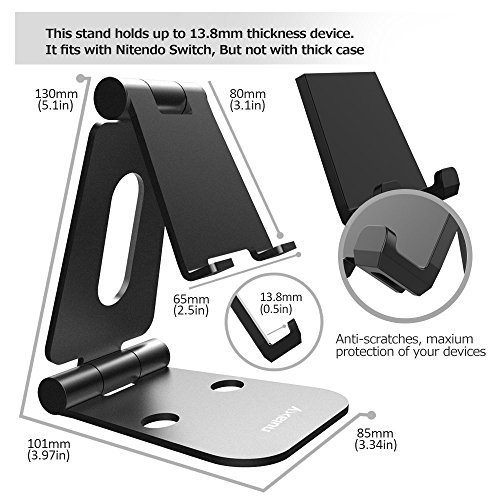 This stand holds up to 13.8mm thickness device.
It fits with Nitendo Switch, But not with thick case
130mm
(5.1in)
80mm
(3.1in)
65mm
(2.5in)
13.8mm
(0.5in)
Anti-scratches, maxium
protection of your devices
nulaxy
101mm
(3.97in)
85mm
(3.34in)